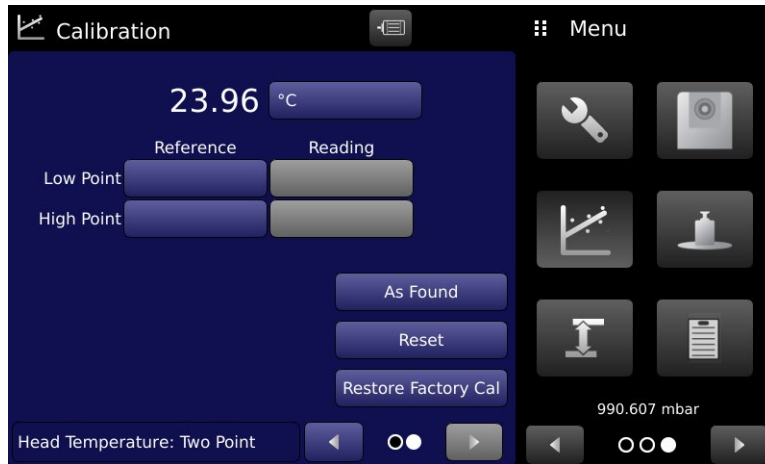 Calibration
Menu
23.96 °C
Reference Reading
Low Point
High Point
As Found
Reset
Restore Factory Cal
990.607 mbar
Head Temperature: Two Point